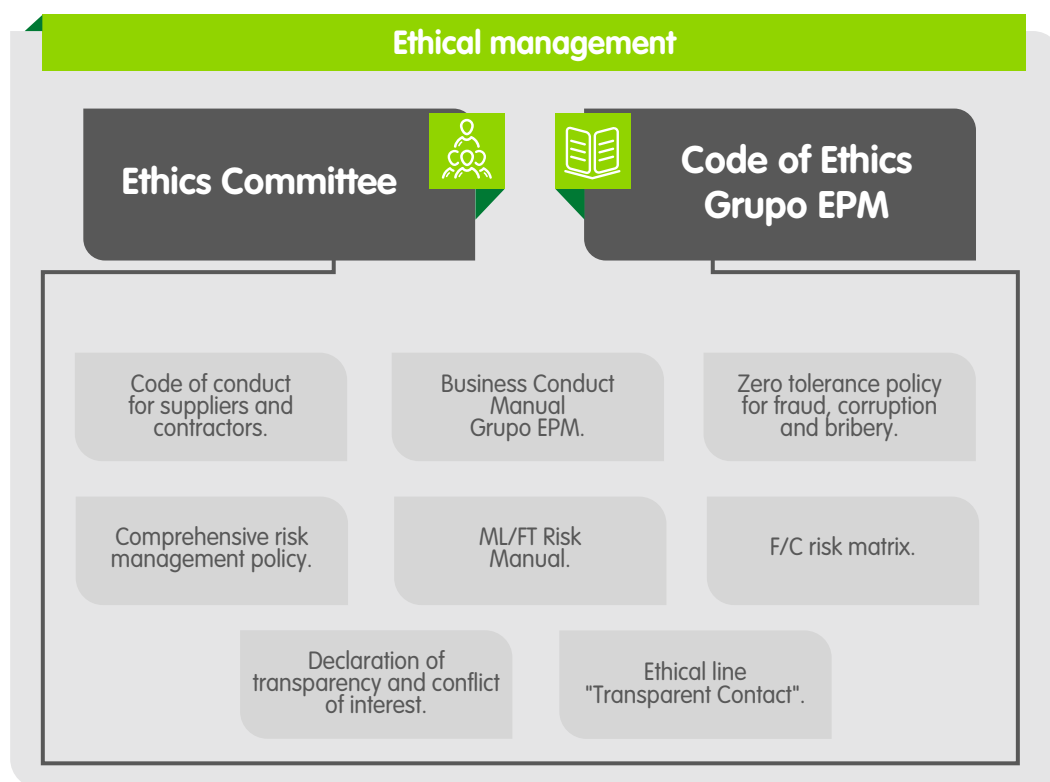 Ethical management
Ethics Committee
Code of Ethics
Grupo EPM
Code of conduct
for suppliers and
contractors.
Business Conduct
Manual
Grupo EPM.
Zero tolerance policy
for fraud, corruption
and bribery.
Comprehensive risk
management policy.
ML/FT Risk
Manual.
F/C risk matrix.
Declaration of
transparency and conflict
of interest.
Ethical line
"Transparent Contact".